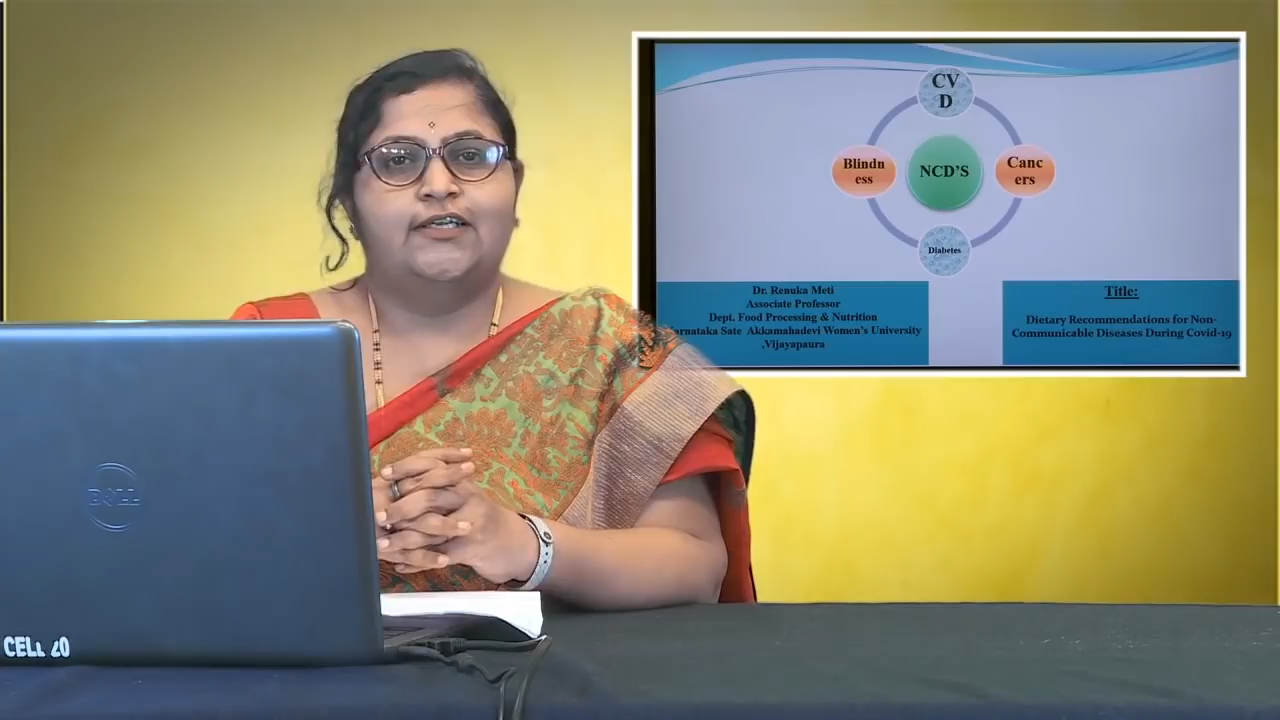 CV
D
Blindn
ess
NCD'S
Canc
ers
Diabetes
Dr. Renuka Meti
Associate Professor
Dept. Food Processing & Nutrition
Sate Akkamahadevi Women's University
,Vijayapaura
Title:
Dietary Recommendations for Non-
Communicable Diseases During Covid-19
DELL
CELL 20